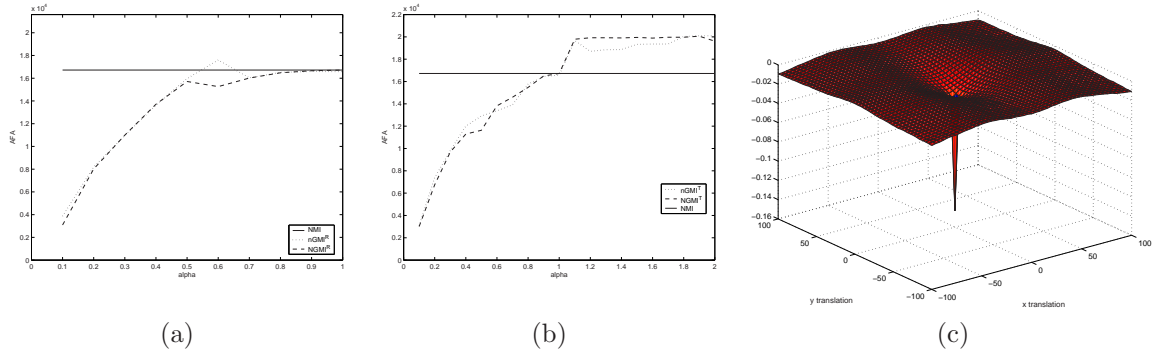 x 10⁴
2.2
2
1.8
1.6
1.4
1.2
1
0.8
0.6
0.4
0.2
0
AFA
0 0.1 0.2 0.3 0.4 0.5 0.6 0.7 0.8 0.9 1
alpha
NMI
nGMIᴿ
NGMIᴿ
(a)
x 10⁴
2.2
2
1.8
1.6
1.4
1.2
1
0.8
0.6
0.4
0.2
0
AFA
0 0.2 0.4 0.6 0.8 1 1.2 1.4 1.6 1.8 2
alpha
nGMIᵀ
NGMIᵀ
NMI
(b)
0
−0.02
−0.04
−0.06
−0.08
−0.1
−0.12
−0.14
−0.16
100
50
0
−50
−100
y translation
−100
−50
0
50
100
x translation
(c)